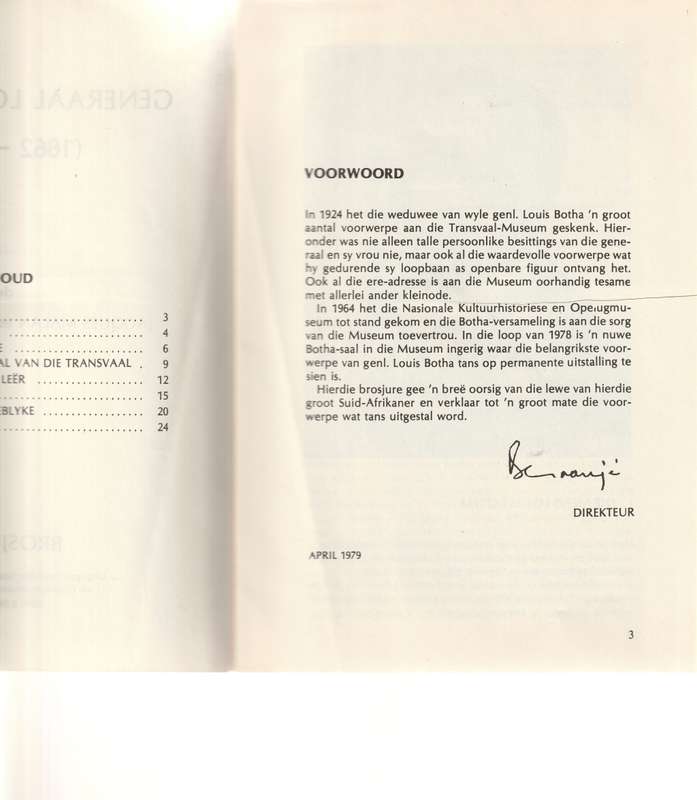 OUD
3
4
6
AL VAN DIE TRANSVAAL . 9
LEËR 12
15
EBLYKE 20
24
VOORWOORD
In 1924 het die weduwee van wyle genl. Louis Botha 'n groot
aantal voorwerpe aan die Transvaal-Museum geskenk. Hier-
onder was nie alleen talle persoonlike besittings van die gene-
raal en sy vrou nie, maar ook al die waardevolle voorwerpe wat
hy gedurende sy loopbaan as openbare figuur ontvang het.
Ook al die ere-adresse is aan die Museum oorhandig tesame
met allerlei ander kleinode.
In 1964 het die Nasionale Kultuurhistoriese en Opelugmu-
seum tot stand gekom en die Botha-versameling is aan die sorg
van die Museum toevertrou. In die loop van 1978 is 'n nuwe
Botha-saal in die Museum ingerig waar die belangrikste voor-
werpe van genl. Louis Botha tans op permanente uitstalling te
sien is.
Hierdie brosjure gee 'n breë oorsig van die lewe van hierdie
groot Suid-Afrikaner en verklaar tot 'n groot mate die voor-
werpe wat tans uitgestal word.
DIREKTEUR
APRIL 1979
3